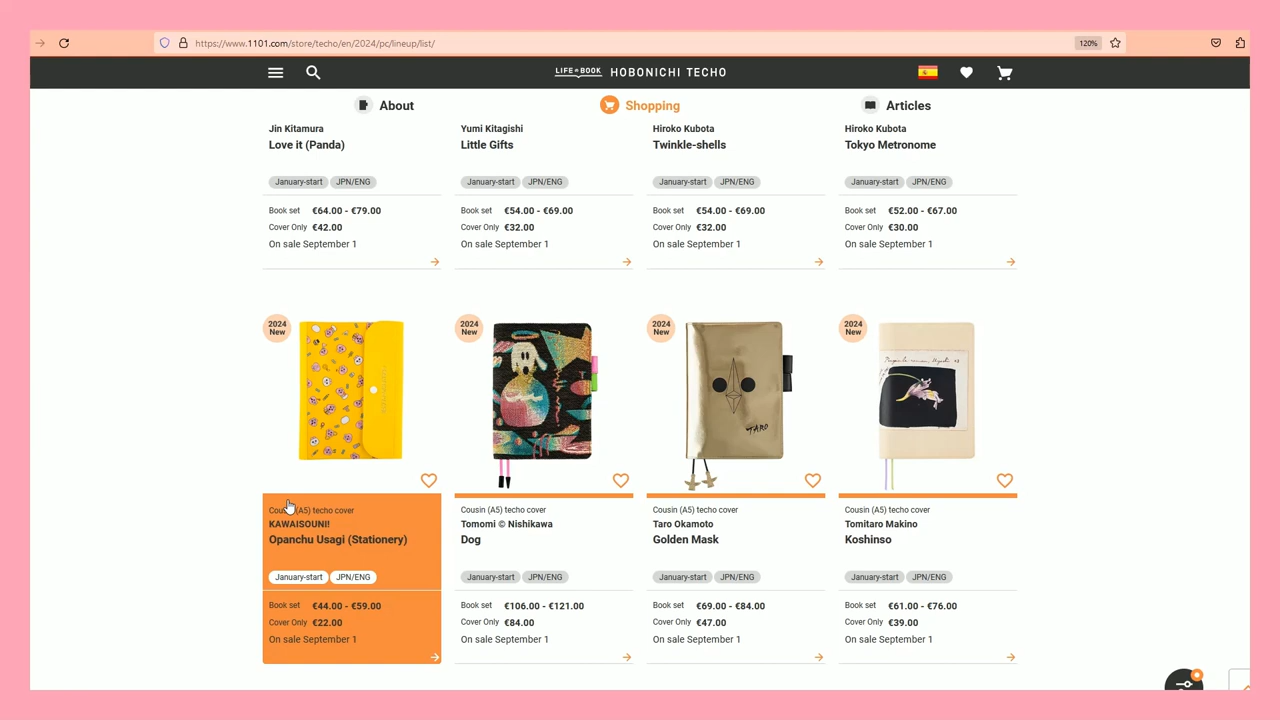 https://www.1101.com/store/techo/en/2024/pc/lineup/list/
120%
LIFE BOOK HOBONICHI TECHO
About
Shopping
Articles
Jin Kitamura
Love it (Panda)
January-start JPN/ENG
Book set €64.00 - €79.00
Cover Only €42.00
On sale September 1
Yumi Kitagishi
Little Gifts
January-start JPN/ENG
Book set €54.00 - €69.00
Cover Only €32.00
On sale September 1
Hiroko Kubota
Twinkle-shells
January-start JPN/ENG
Book set €54.00 - €69.00
Cover Only €32.00
On sale September 1
Hiroko Kubota
Tokyo Metronome
January-start JPN/ENG
Book set €52.00 - €67.00
Cover Only €30.00
On sale September 1
2024
New
Cousin (A5) techo cover
KAWAISOUNI!
Opanchu Usagi (Stationery)
January-start JPN/ENG
Book set €44.00 - €59.00
Cover Only €22.00
On sale September 1
2024
New
Cousin (A5) techo cover
Tomomi © Nishikawa
Dog
January-start JPN/ENG
Book set €106.00 - €121.00
Cover Only €84.00
On sale September 1
2024
New
TARO
Cousin (A5) techo cover
Taro Okamoto
Golden Mask
January-start JPN/ENG
Book set €69.00 - €84.00
Cover Only €47.00
On sale September 1
2024
New
Cousin (A5) techo cover
Tomitaro Makino
Koshinso
January-start JPN/ENG
Book set €61.00 - €76.00
Cover Only €39.00
On sale September 1